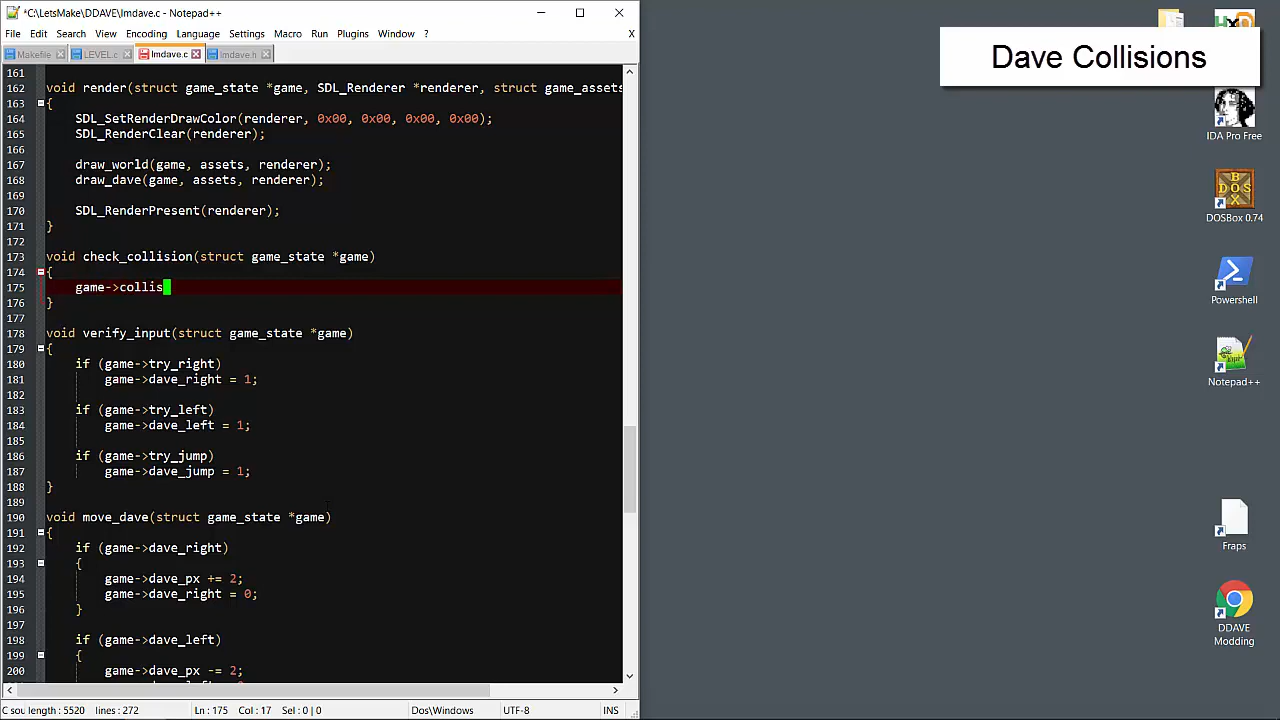 *C:\LetsMake\DDAVE\lmdave.c - Notepad++
File Edit Search View Encoding Language Settings Macro Run Plugins Window ? X
Makefile LEVEL.c lmdave.c lmdave.h
161
162 void render(struct game_state *game, SDL_Renderer *renderer, struct game_assets
163 {
164 SDL_SetRenderDrawColor(renderer, 0x00, 0x00, 0x00, 0x00);
165 SDL_RenderClear(renderer);
166
167 draw_world(game, assets, renderer);
168 draw_dave(game, assets, renderer);
169
170 SDL_RenderPresent(renderer);
171 }
172
173 void check_collision(struct game_state *game)
174 {
175 game->collis
176 }
177
178 void verify_input(struct game_state *game)
179 {
180 if (game->try_right)
181 game->dave_right = 1;
182
183 if (game->try_left)
184 game->dave_left = 1;
185
186 if (game->try_jump)
187 game->dave_jump = 1;
188 }
189
190 void move_dave(struct game_state *game)
191 {
192 if (game->dave_right)
193 {
194 game->dave_px += 2;
195 game->dave_right = 0;
196 }
197
198 if (game->dave_left)
199 {
200 game->dave_px -= 2;
C sou length : 5520 lines : 272 Ln : 175 Col : 17 Sel : 0 | 0 Dos\Windows UTF-8 INS
Dave Collisions
IDA Pro Free
DOSBox 0.74
Powershell
Notepad++
Fraps
DDAVE
Modding